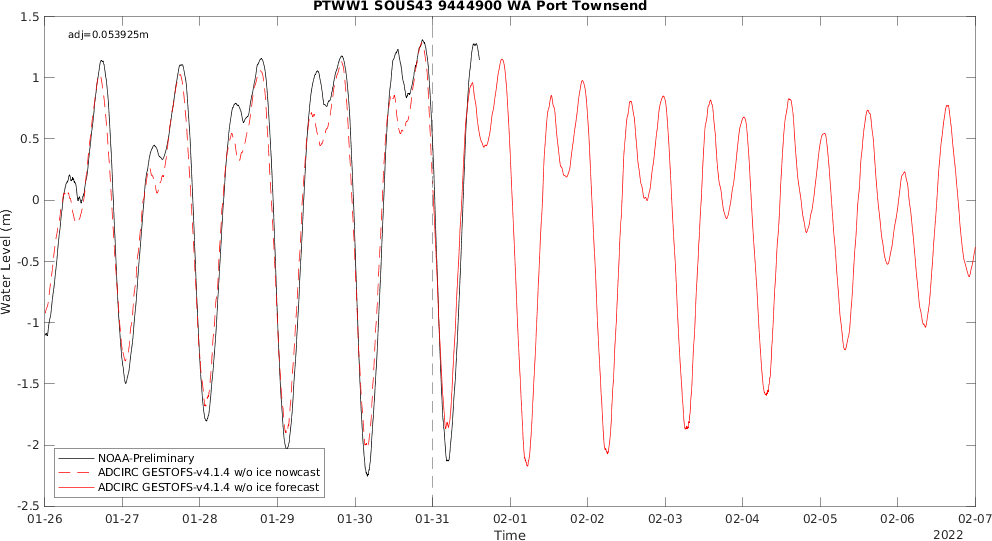 PTWW1 SOUS43 9444900 WA Port Townsend
adj=0.053925m
1.5
1
0.5
0
-0.5
-1
-1.5
-2
-2.5
Water Level (m)
NOAA-Preliminary
ADCIRC GESTOFS-v4.1.4 w/o ice nowcast
ADCIRC GESTOFS-v4.1.4 w/o ice forecast
01-26 01-27 01-28 01-29 01-30 01-31 02-01 02-02 02-03 02-04 02-05 02-06 02-07
Time
2022